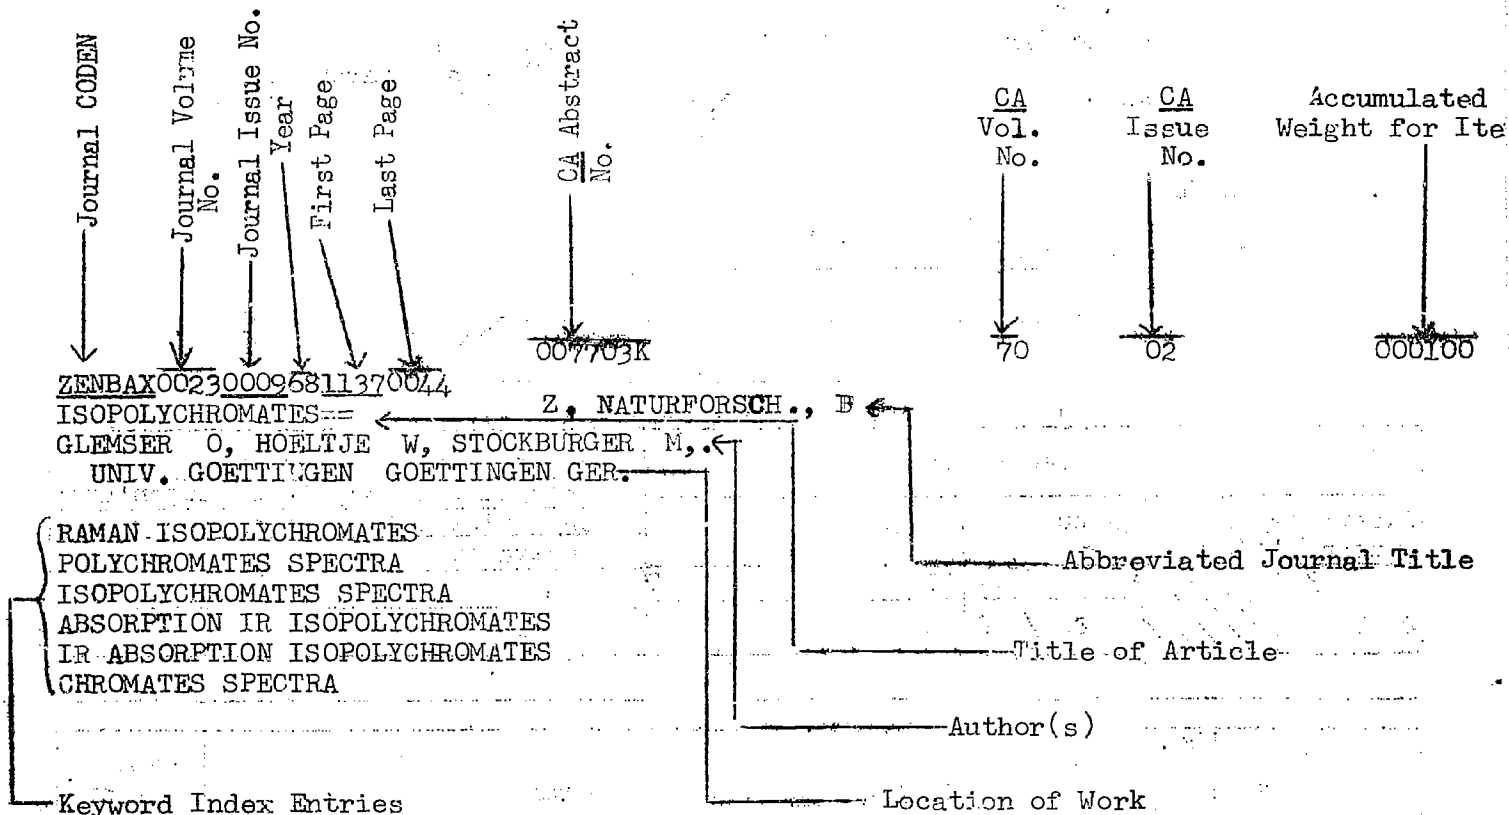 Journal CODEN
Journal Volume
No.
Journal Issue No.
Year
First Page
Last Page
CA Abstract
No.
CA
Vol.
No.
CA
Issue
No.
Accumulated
Weight for Ite
007703K
70
02
000100
ZENBAX002300096811370044
ISOPOLYCHROMATES==
Z. NATURFORSCH., B
GLEMSER O, HOELTJE W, STOCKBURGER M,.
UNIV. GOETTINGEN GOETTINGEN GER.
RAMAN ISOPOLYCHROMATES
POLYCHROMATES SPECTRA
ISOPOLYCHROMATES SPECTRA
ABSORPTION IR ISOPOLYCHROMATES
IR ABSORPTION ISOPOLYCHROMATES
CHROMATES SPECTRA
Abbreviated Journal Title
Title of Article
Author(s)
Keyword Index Entries
Location of Work